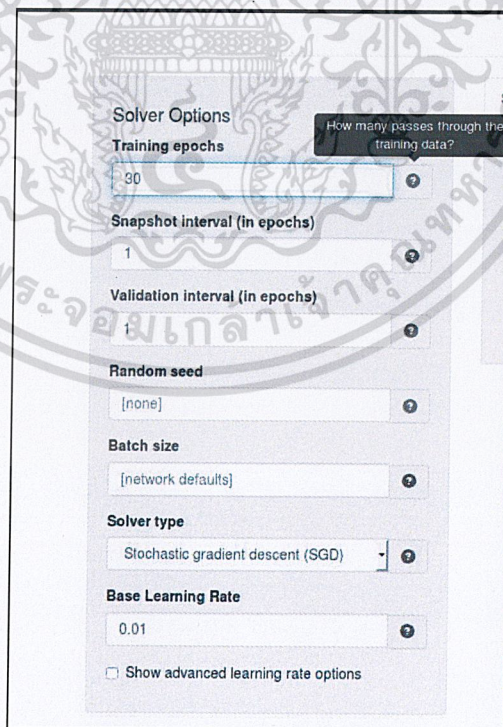 Solver Options
How many passes through the
training data?
Training epochs
30
Snapshot interval (in epochs)
1
Validation interval (in epochs)
1
Random seed
[none]
Batch size
[network defaults]
Solver type
Stochastic gradient descent (SGD)
Base Learning Rate
0.01
Show advanced learning rate options